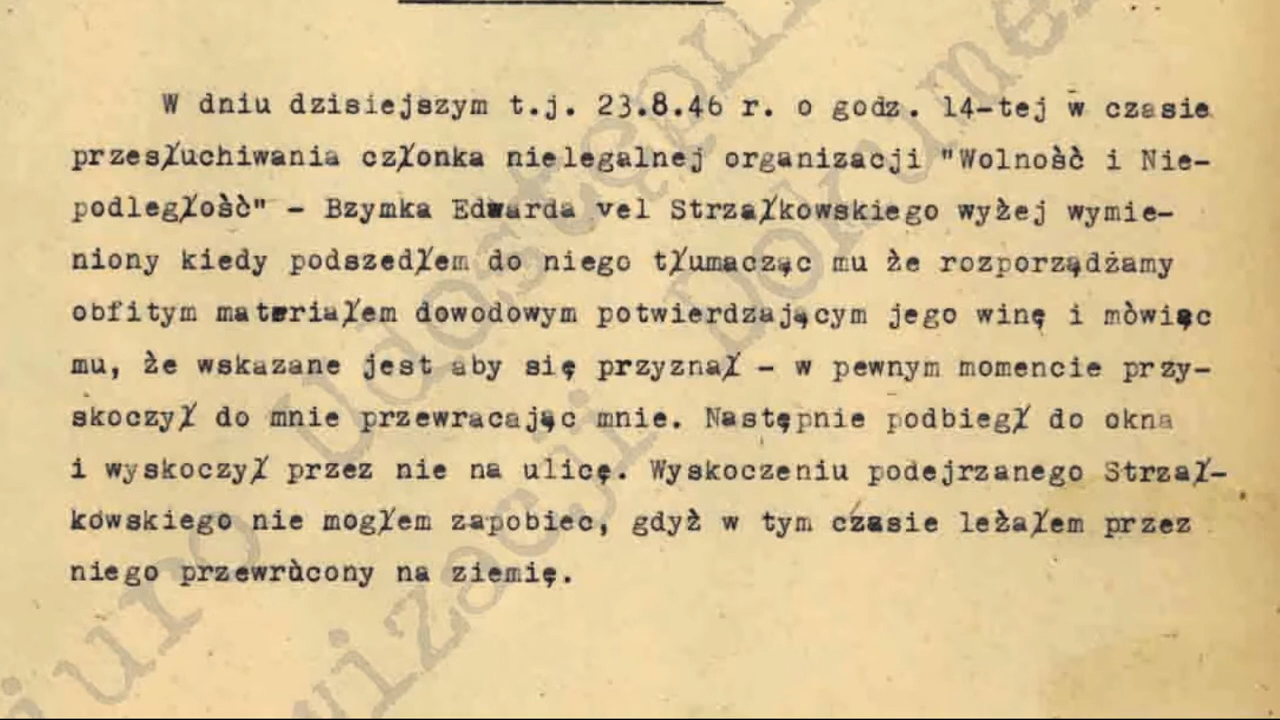 W dniu dzisiejszym t.j. 23.8.46 r. o godz. 14-tej w czasie
przesłuchiwania członka nielegalnej organizacji "Wolność i Nie-
podległość" - Bzymka Edwarda vel Strzałkowskiego wyżej wymie-
niony kiedy podszedłem do niego tłumacząc mu że rozporządżamy
obfitym materiałem dowodowym potwierdzającym jego winę i mówiąc
mu, że wskazane jest aby się przyznał - w pewnym momencie przy-
skoczył do mnie przewracając mnie. Następnie podbiegł do okna
i wyskoczył przez nie na ulicę. Wyskoczeniu podejrzanego Strzał-
kowskiego nie mogłem zapobiec, gdyż w tym czasie leżałem przez
niego przewrócony na ziemię.